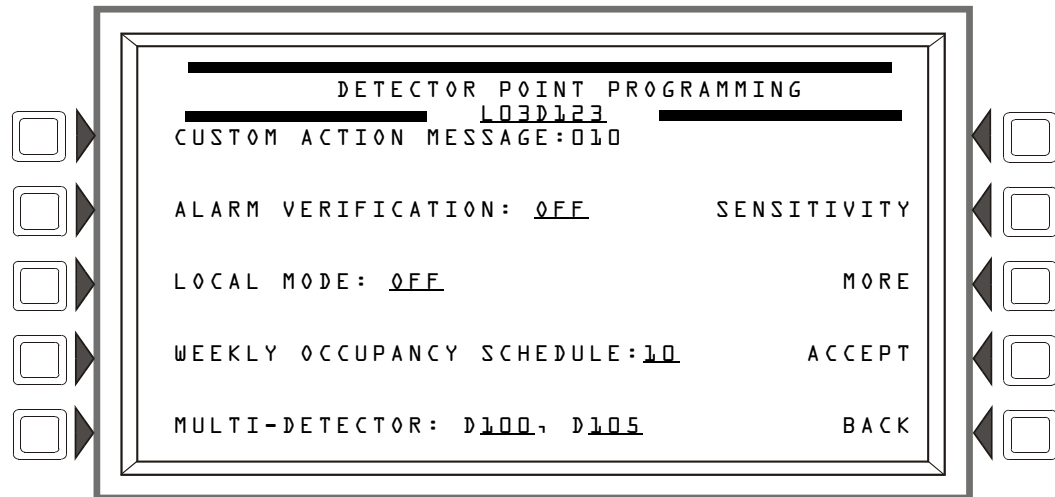 DETECTOR POINT PROGRAMMING
L03D123
CUSTOM ACTION MESSAGE:010
ALARM VERIFICATION: OFF SENSITIVITY
LOCAL MODE: OFF MORE
WEEKLY OCCUPANCY SCHEDULE:10 ACCEPT
MULTI-DETECTOR: D100, D105 BACK